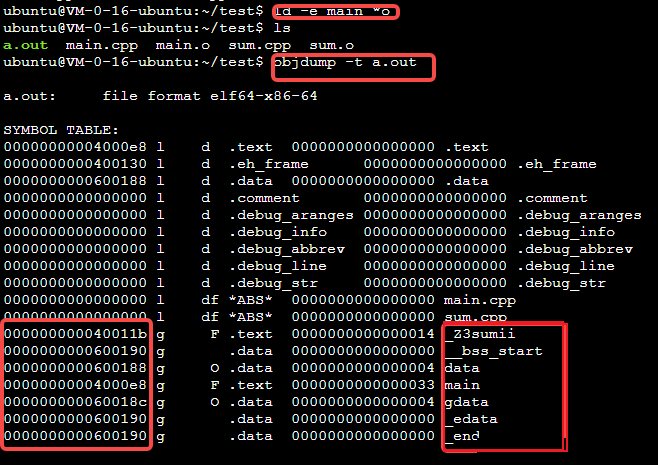 ubuntu@VM-0-16-ubuntu:~/test$ ld -e main *o
ubuntu@VM-0-16-ubuntu:~/test$ ls
a.out  main.cpp  main.o  sum.cpp  sum.o
ubuntu@VM-0-16-ubuntu:~/test$ objdump -t a.out
a.out:     file format elf64-x86-64
SYMBOL TABLE:
00000000004000e8 l    d  .text  0000000000000000 .text
0000000000400130 l    d  .eh_frame      0000000000000000 .eh_frame
0000000000600188 l    d  .data  0000000000000000 .data
0000000000000000 l    d  .comment       0000000000000000 .comment
0000000000000000 l    d  .debug_aranges 0000000000000000 .debug_aranges
0000000000000000 l    d  .debug_info    0000000000000000 .debug_info
0000000000000000 l    d  .debug_abbrev  0000000000000000 .debug_abbrev
0000000000000000 l    d  .debug_line    0000000000000000 .debug_line
0000000000000000 l    d  .debug_str     0000000000000000 .debug_str
0000000000000000 l    df *ABS*  0000000000000000 main.cpp
0000000000000000 l    df *ABS*  0000000000000000 sum.cpp
000000000040011b g     F .text  0000000000000014 _Z3sumii
0000000000600190 g       .data  0000000000000000 __bss_start
0000000000600188 g     O .data  0000000000000004 data
00000000004000e8 g     F .text  0000000000000033 main
000000000060018c g     O .data  0000000000000004 gdata
0000000000600190 g       .data  0000000000000000 _edata
0000000000600190 g       .data  0000000000000000 _end